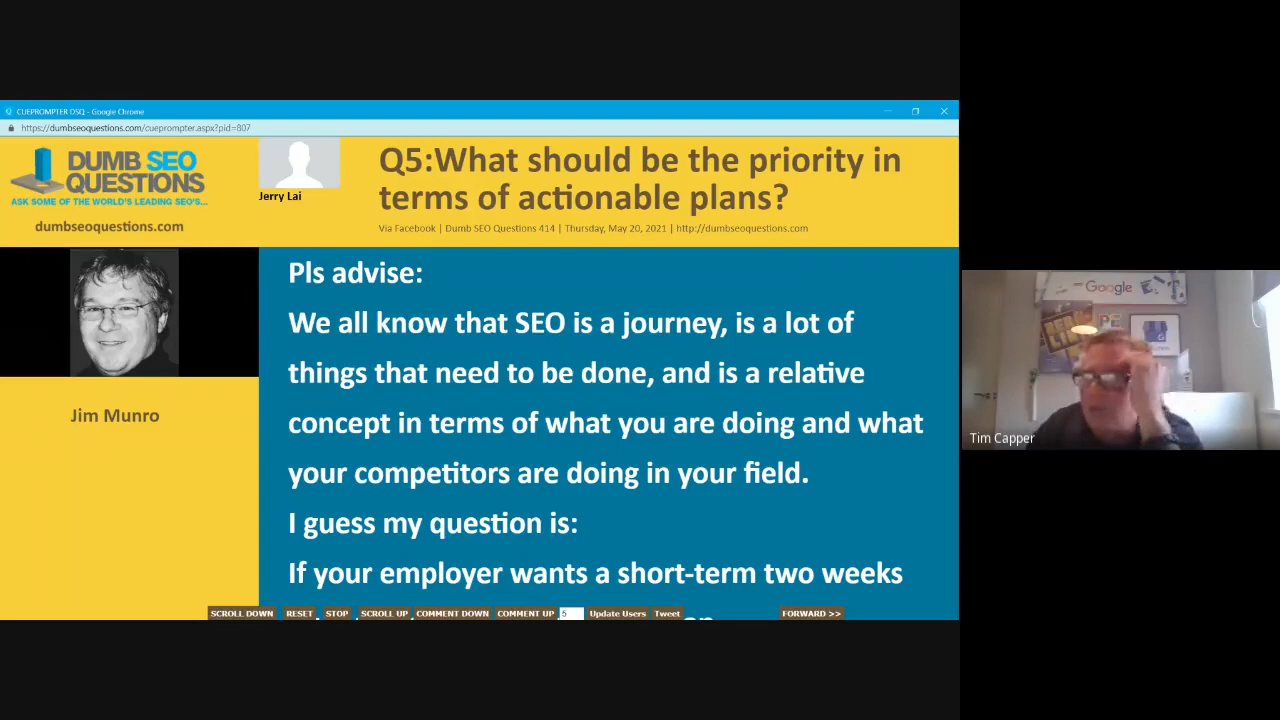 CUEPROMPTER DSQ - Google Chrome
https://dumbseoquestions.com/cueprompter.aspx?pid=807
DUMB SEO
QUESTIONS
ASK SOME OF THE WORLD'S LEADING SEO'S...
dumbseoquestions.com
Jerry Lai
Q5:What should be the priority in
terms of actionable plans?
Via Facebook | Dumb SEO Questions 414 | Thursday, May 20, 2021 | http://dumbseoquestions.com
Jim Munro
Pls advise:
We all know that SEO is a journey, is a lot of
things that need to be done, and is a relative
concept in terms of what you are doing and what
your competitors are doing in your field.
I guess my question is:
If your employer wants a short-term two weeks
SCROLL DOWN RESET STOP SCROLL UP COMMENT DOWN COMMENT UP 5 Update Users Tweet FORWARD >>
Google
Tim Capper